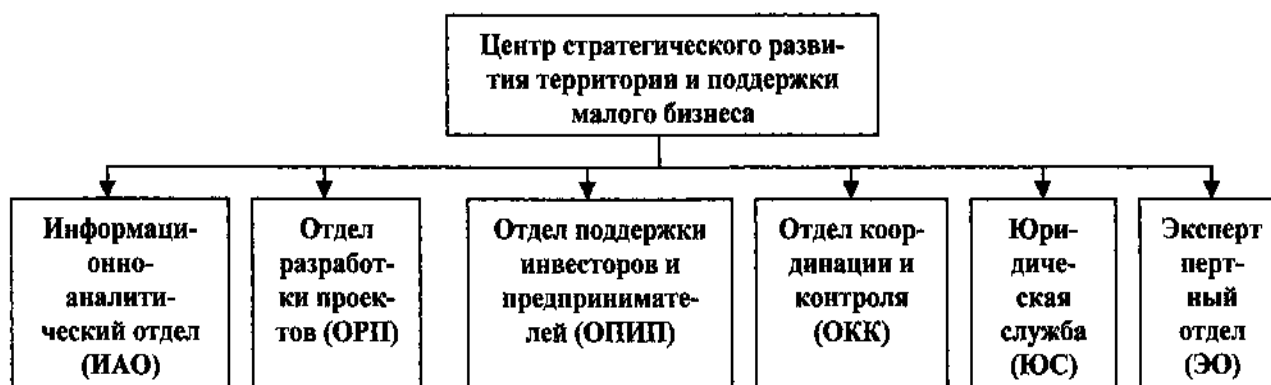 Центр стратегического разви-
тия территории и поддержки
малого бизнеса
Информаци-
онно-
аналити-
ческий отдел
(ИАО)
Отдел
разработ-
ки проек-
тов (ОРП)
Отдел поддержки
инвесторов и
предпринимате-
лей (ОПИП)
Отдел коор-
динации и
контроля
(ОКК)
Юри-
диче-
ская
служба
(ЮС)
Эксперт
перт-
ный
отдел
(ЭО)